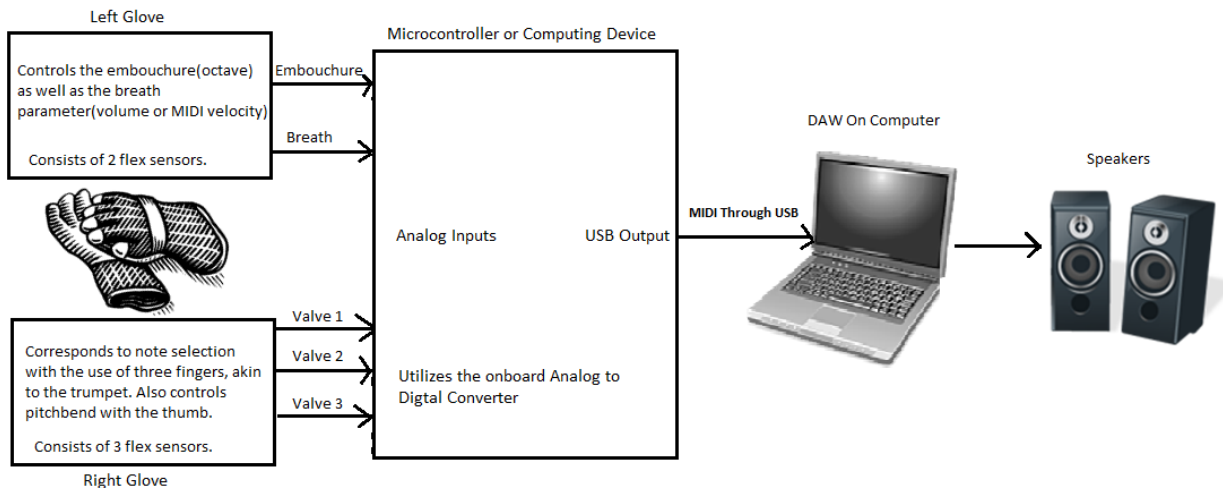 Left Glove
Controls the embouchure(octave)
as well as the breath
parameter(volume or MIDI velocity)
Consists of 2 flex sensors.
Embouchure
Breath
Microcontroller or Computing Device
Analog Inputs
USB Output
Utilizes the onboard Analog to
Digtal Converter
MIDI Through USB
DAW On Computer
Speakers
Valve 1
Valve 2
Valve 3
Corresponds to note selection
with the use of three fingers, akin
to the trumpet. Also controls
pitchbend with the thumb.
Consists of 3 flex sensors.
Right Glove